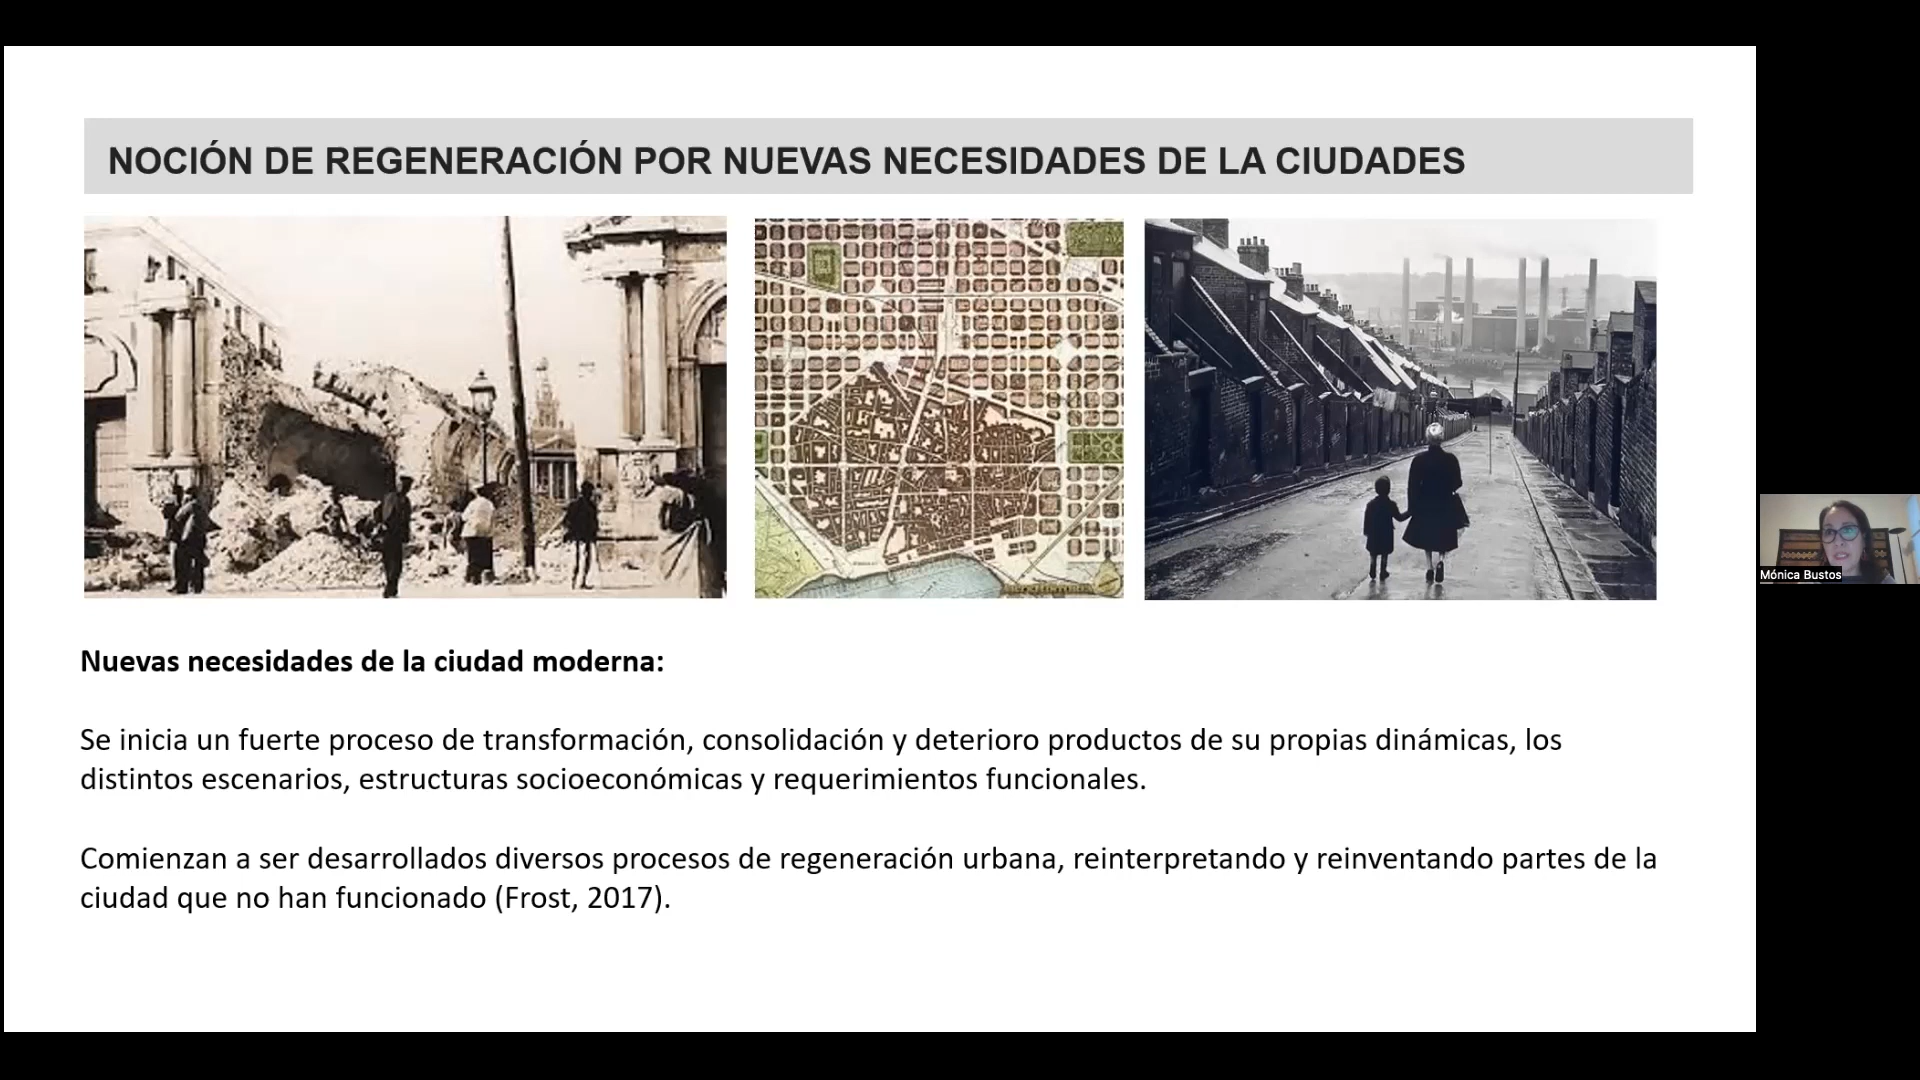 NOCIÓN DE REGENERACIÓN POR NUEVAS NECESIDADES DE LA CIUDADES
Nuevas necesidades de la ciudad moderna:
Se inicia un fuerte proceso de transformación, consolidación y deterioro productos de su propias dinámicas, los
distintos escenarios, estructuras socioeconómicas y requerimientos funcionales.
Comienzan a ser desarrollados diversos procesos de regeneración urbana, reinterpretando y reinventando partes de la
ciudad que no han funcionado (Frost, 2017).
Mónica Bustos